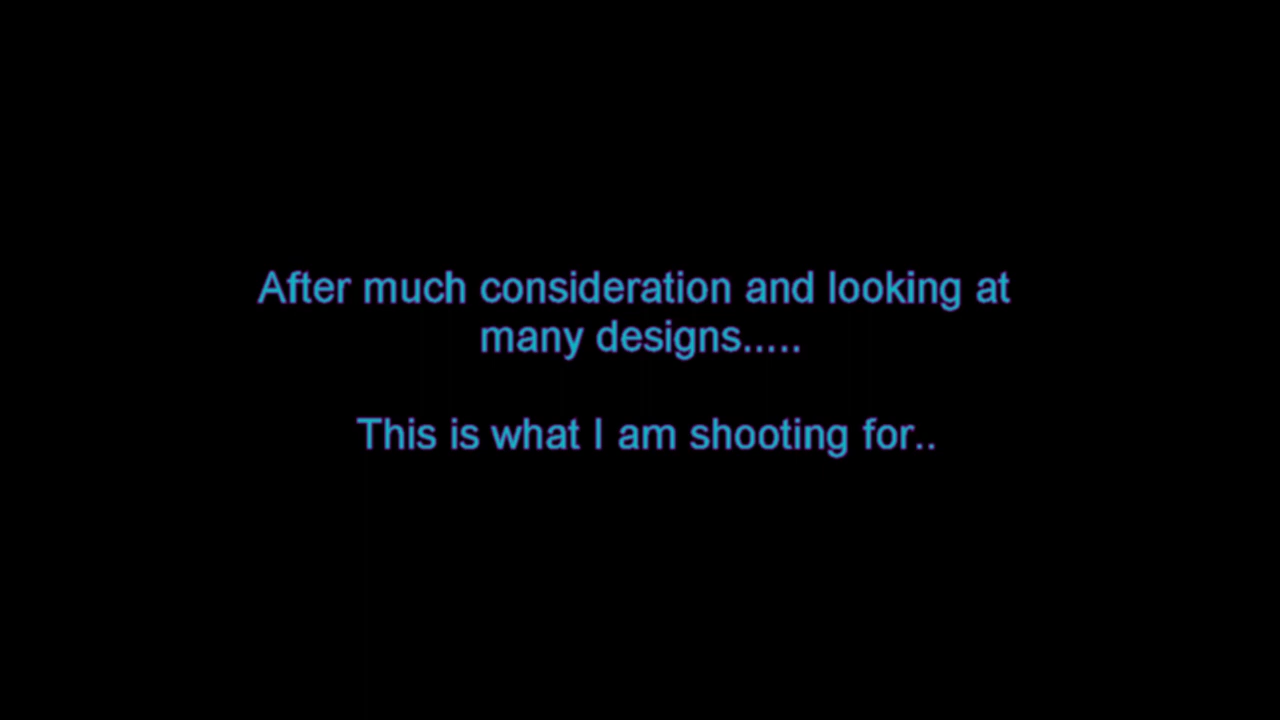 After much consideration and looking at
many designs.....
This is what I am shooting for..